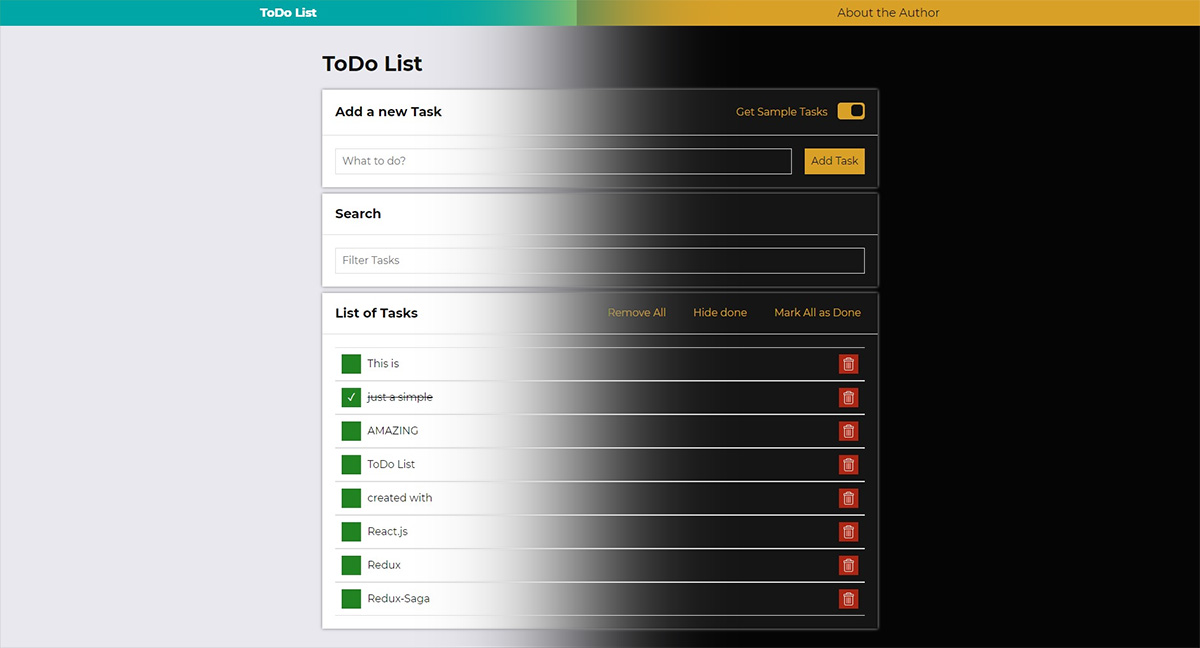 ToDo List
About the Author
ToDo List
Add a new Task
Get Sample Tasks
What to do?
Add Task
Search
Filter Tasks
List of Tasks
Remove All
Hide done
Mark All as Done
This is
just a simple
AMAZING
ToDo List
created with
React.js
Redux
Redux-Saga